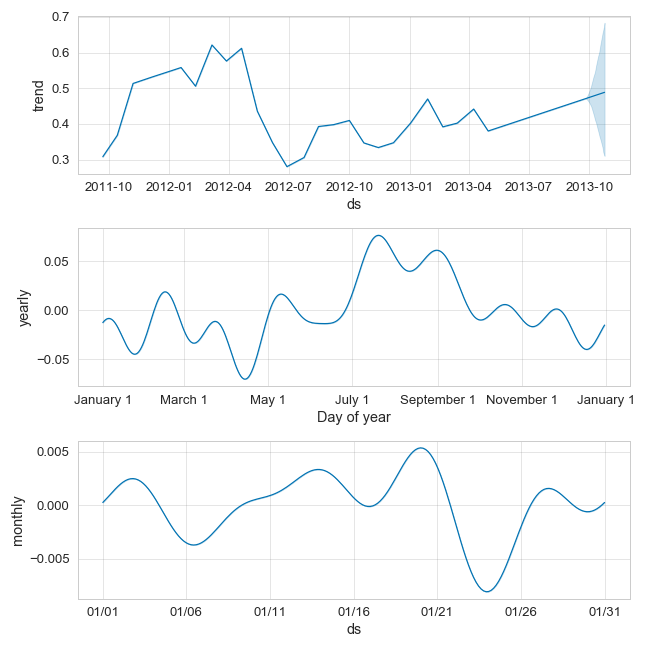 0.7
0.6
0.5
0.4
0.3
trend
2011-10 2012-01 2012-04 2012-07 2012-10 2013-01 2013-04 2013-07 2013-10
ds
0.05
0.00
−0.05
yearly
January 1 March 1 May 1 July 1 September 1 November 1 January 1
Day of year
0.005
0.000
−0.005
monthly
01/01 01/06 01/11 01/16 01/21 01/26 01/31
ds